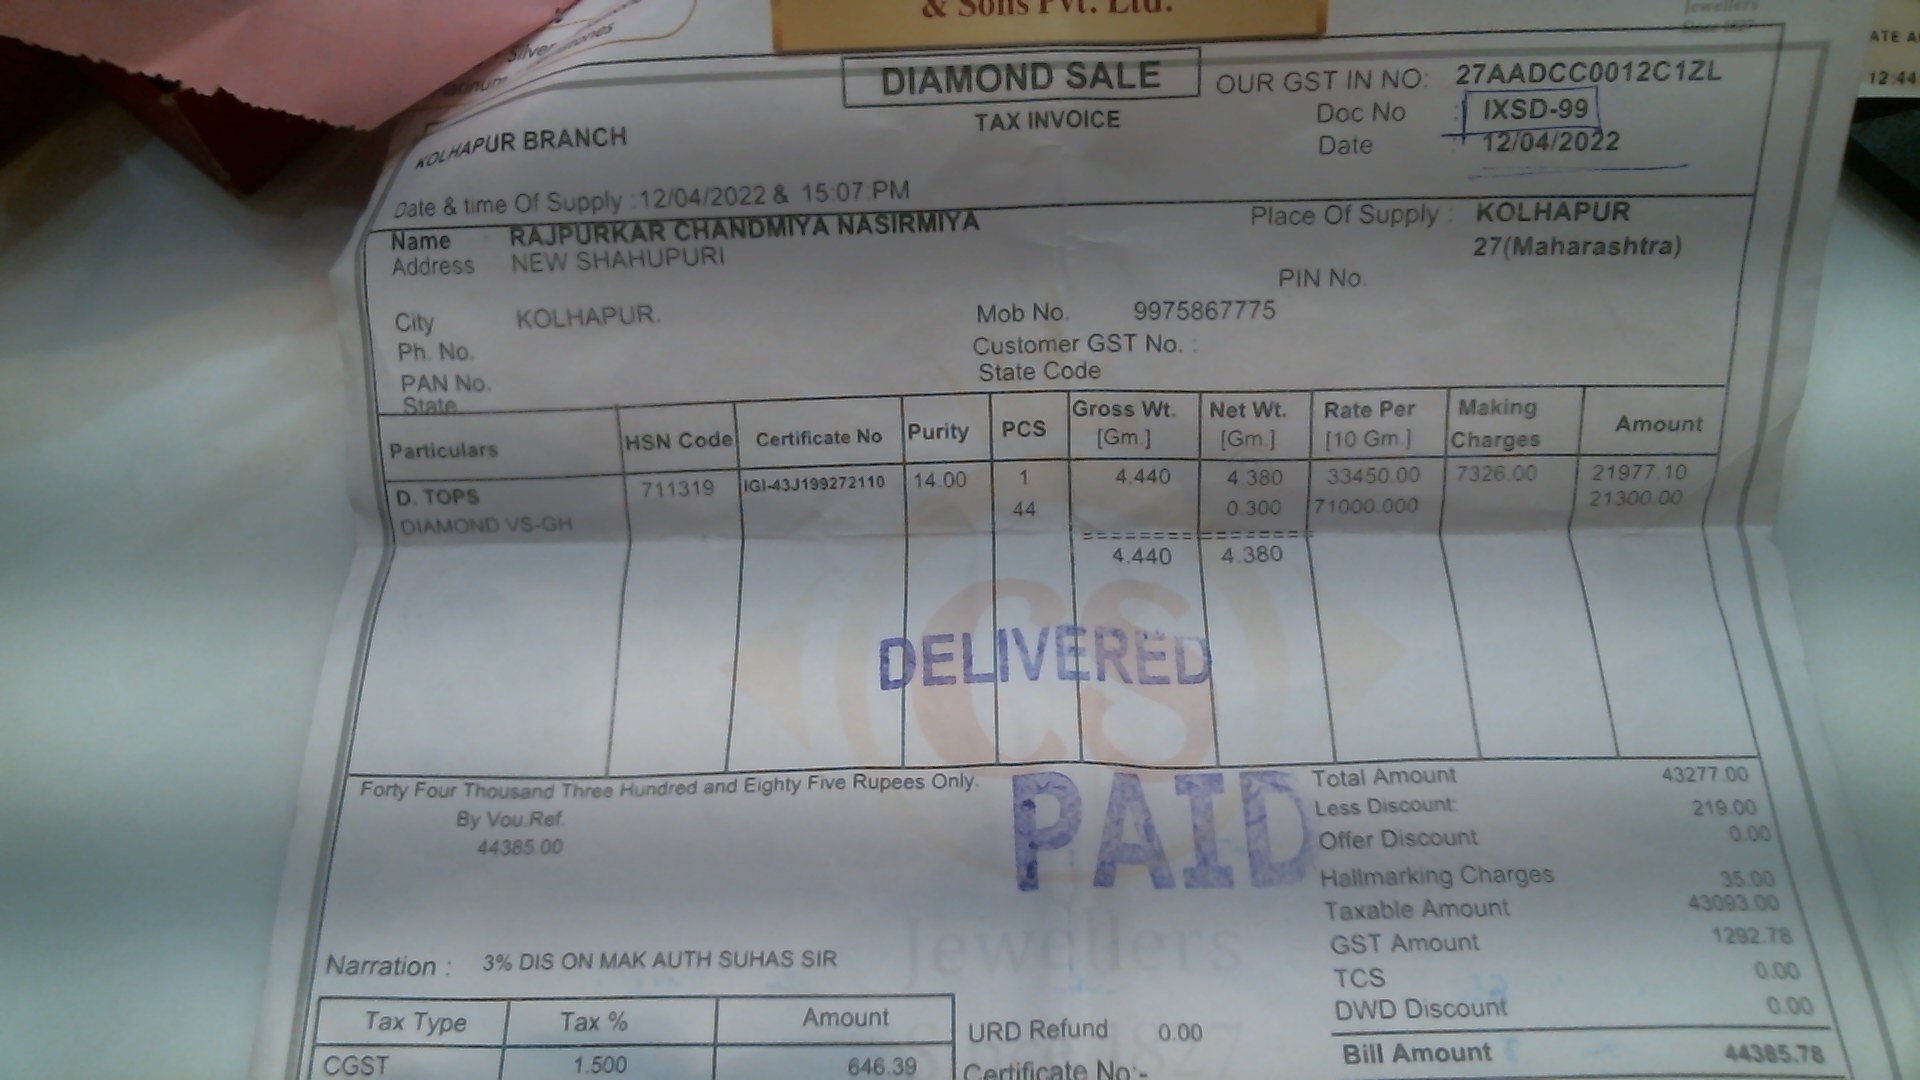 & Sons Pvt. Ltd.
Jewellers
Silver
ATE A
12:44
DIAMOND SALE
TAX INVOICE
OUR GST IN NO: 27AADCC0012C1ZL
Doc No : IXSD-99
Date 12/04/2022
KOLHAPUR BRANCH
Date & time Of Supply : 12/04/2022 & 15:07:PM
Name RAJPURKAR CHANDMIYA NASIRMIYA
Place Of Supply : KOLHAPUR
Address NEW SHAHUPURI
27(Maharashtra)
PIN No.
City KOLHAPUR.
Mob No. 9975867775
Ph. No.
Customer GST No. :
PAN No.
State Code
State
Particulars HSN Code Certificate No Purity PCS Gross Wt. [Gm.] Net Wt. [Gm.] Rate Per [10 Gm.] Making Charges Amount
D. TOPS 711319 IGI-43J199272110 14.00 1 4.440 4.380 33450.00 7326.00 21977.10
DIAMOND VS-GH 44 0.300 71000.000 21300.00
4.440 4.380
CS
DELIVERED
PAID
Forty Four Thousand Three Hundred and Eighty Five Rupees Only.
By Vou.Ref.
44385.00
Total Amount 43277.00
Less Discount: 219.00
Offer Discount 0.00
Hallmarking Charges 35.00
Taxable Amount 43093.00
GST Amount 1292.78
TCS 0.00
DWD Discount 0.00
Bill Amount 44385.78
Jewellers
Narration : 3% DIS ON MAK AUTH SUHAS SIR
Tax Type Tax % Amount
CGST 1.500 646.39
URD Refund 0.00
Certificate No:-